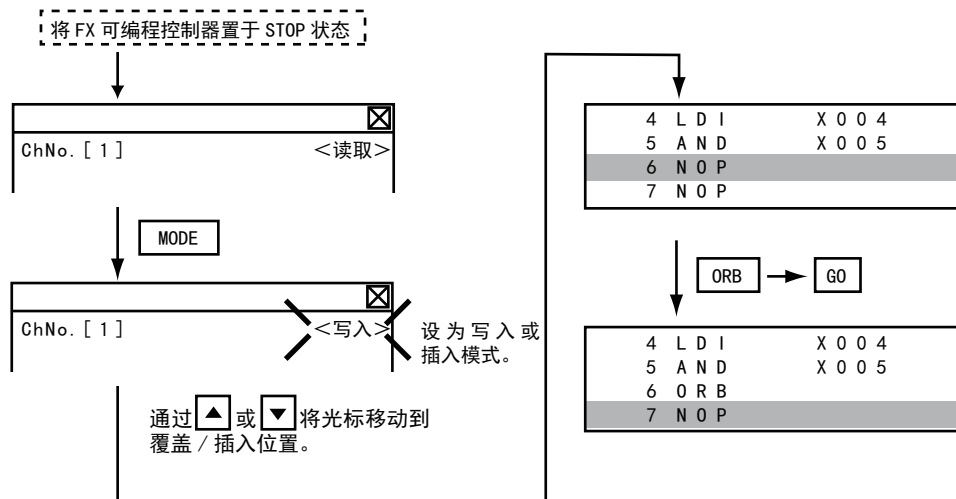 将 FX 可编程控制器置于 STOP 状态
ChNo. [ 1 ] <读取>
MODE
ChNo. [ 1 ] <写入>
设为写入或
插入模式。
通过 ▲ 或 ▼ 将光标移动到
覆盖 / 插入位置。
4 LDI X004
5 AND X005
6 NOP
7 NOP
ORB GO
4 LDI X004
5 AND X005
6 ORB
7 NOP